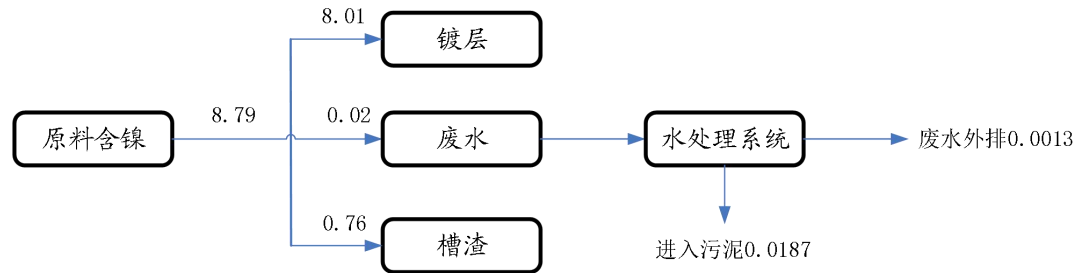 8.01
镀层
原料含镍
8.79
0.02
废水
水处理系统
废水外排0.0013
0.76
槽渣
进入污泥0.0187